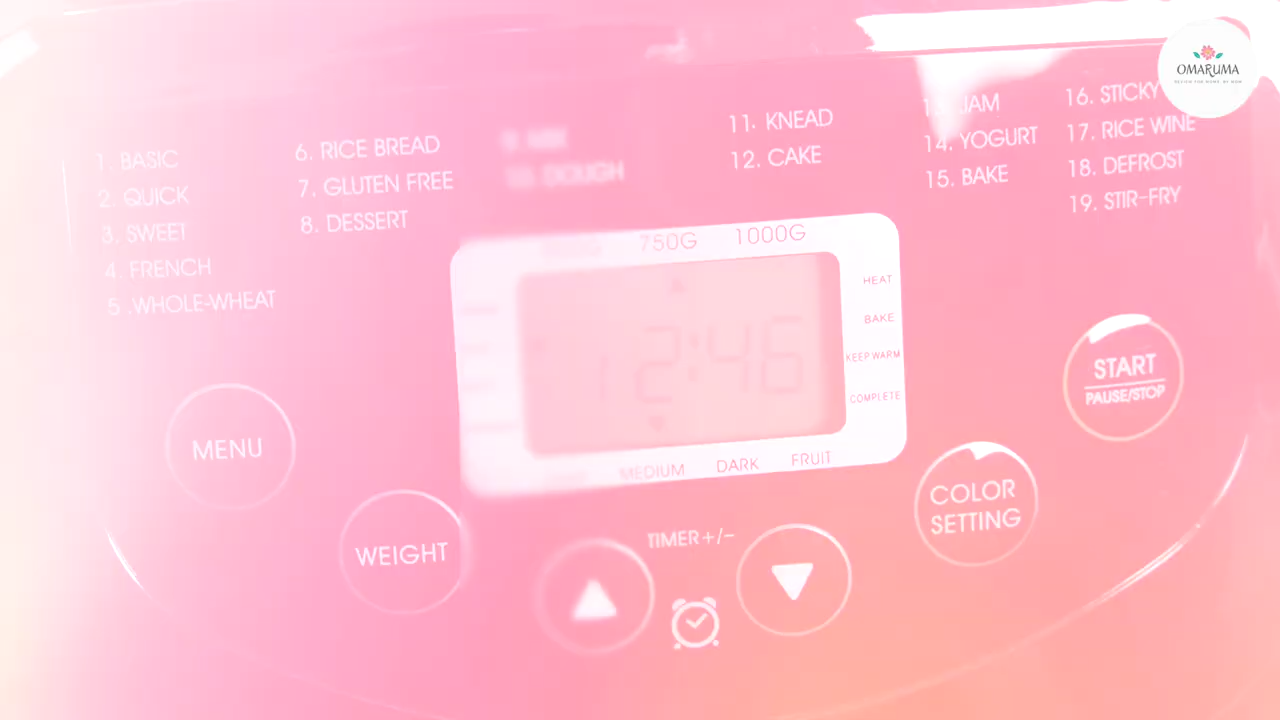 1. BASIC
2. QUICK
3. SWEET
4. FRENCH
5 .WHOLE-WHEAT
6. RICE BREAD
7. GLUTEN FREE
8. DESSERT
10. DOUGH
11. KNEAD
12. CAKE
JAM
14. YOGURT
15. BAKE
16. STICKY
17. RICE WINE
18. DEFROST
19. STIR-FRY
OMARUMA
750G 1000G
HEAT
BAKE
KEEP WARM
COMPLETE
12:46
MEDIUM DARK FRUIT
MENU
WEIGHT
TIMER+/-
COLOR
SETTING
START
PAUSE/STOP